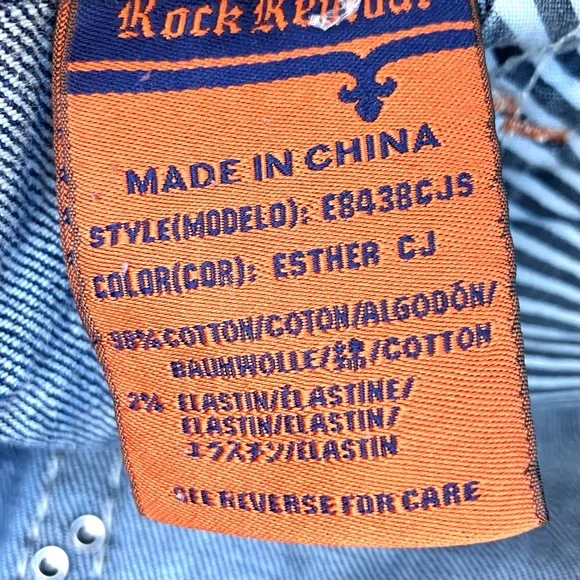 Rock Revival
MADE IN CHINA
STYLE(MODELO): E8438CJS
COLOR(COR): ESTHER CJ
98% COTTON/COTON/ALGODÓN/
BAUMWOLLE/綿/COTTON
2% ELASTIN/ÉLASTINE/
ELASTIN/ELASTIN/
エラスチン/ELASTIN
SEE REVERSE FOR CARE